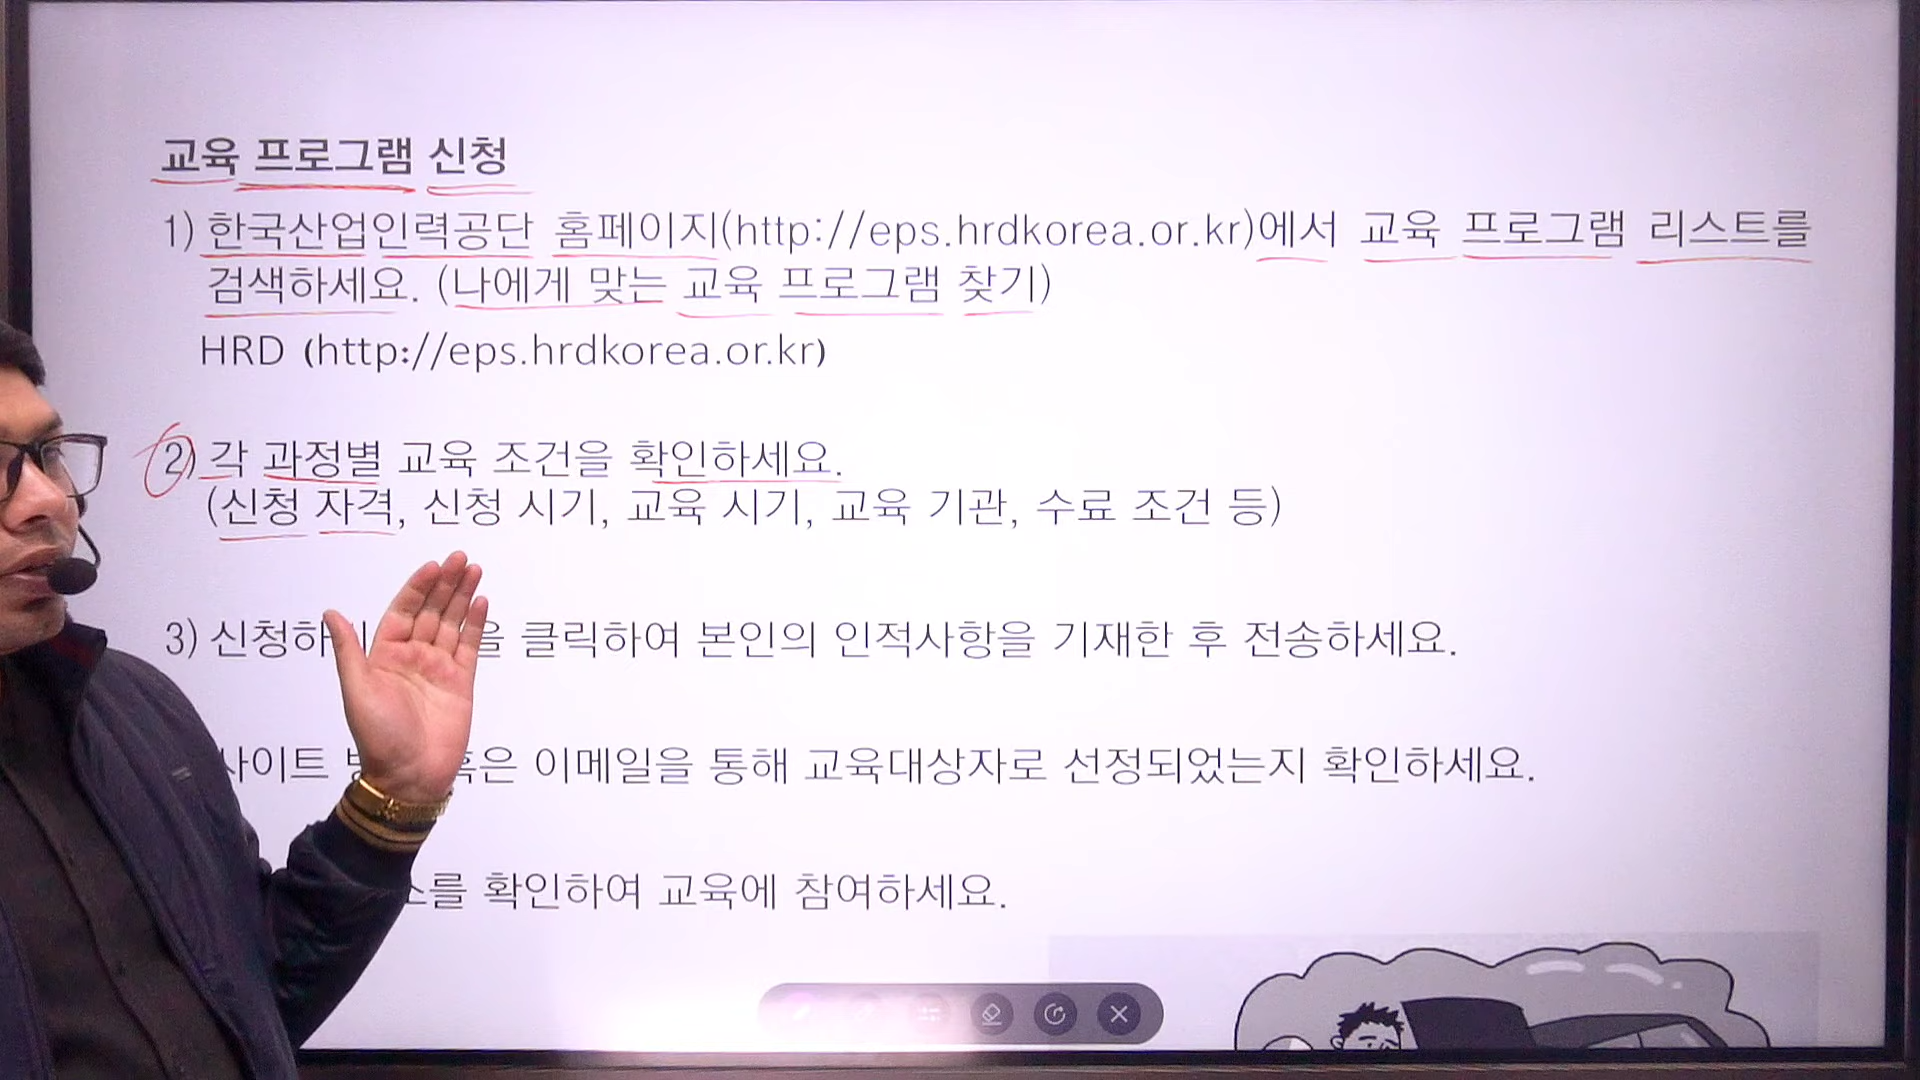 교육 프로그램 신청
1) 한국산업인력공단 홈페이지(http://eps.hrdkorea.or.kr)에서 교육 프로그램 리스트를
검색하세요. (나에게 맞는 교육 프로그램 찾기)
HRD (http://eps.hrdkorea.or.kr)
2) 각 과정별 교육 조건을 확인하세요.
(신청 자격, 신청 시기, 교육 시기, 교육 기관, 수료 조건 등)
3) 클릭하여 본인의 인적사항을 기재한 후 전송하세요.
사이트 혹은 이메일을 통해 교육대상자로 선정되었는지 확인하세요.
확인하여 교육에 참여하세요.